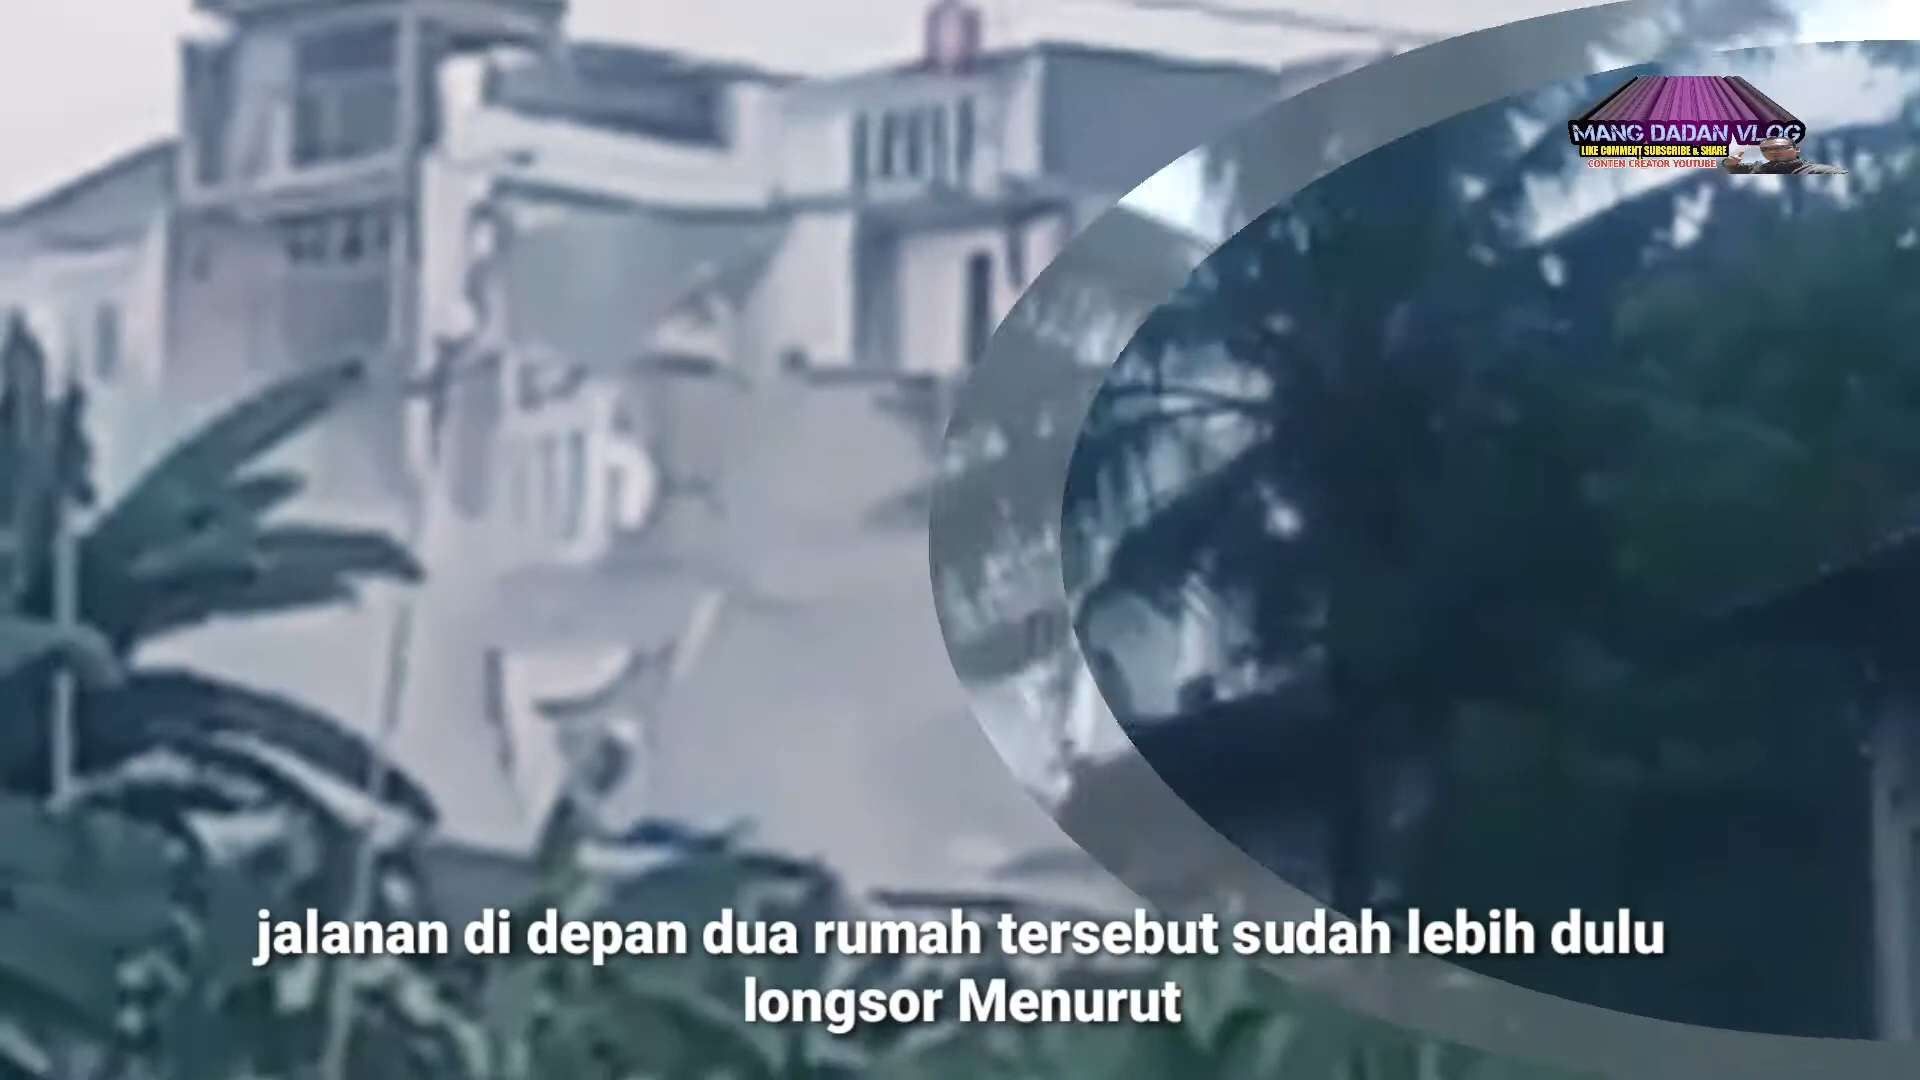 MANG DADAN VLOG
LIKE COMMENT SUBSCRIBE & SHARE
CONTEN CREATOR YOUTUBE
jalanan di depan dua rumah tersebut sudah lebih dulu
longsor Menurut